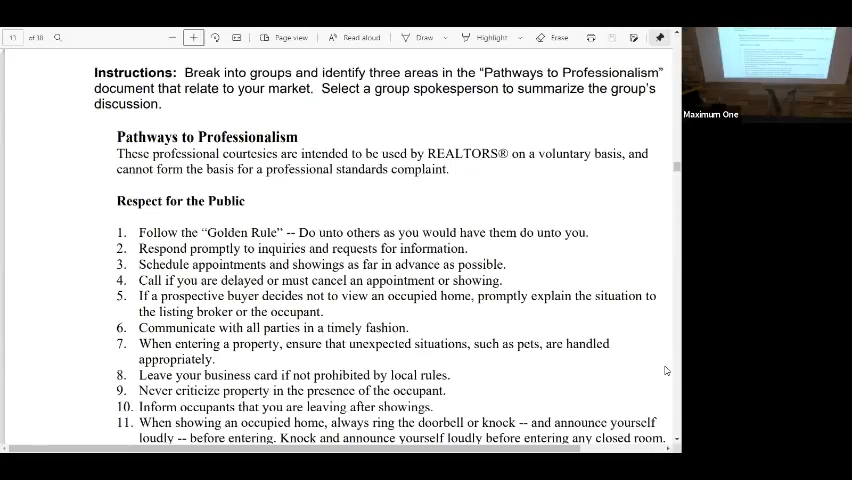 13 of 38 Page view Read aloud Draw Highlight Erase
Instructions: Break into groups and identify three areas in the “Pathways to Professionalism”
document that relate to your market. Select a group spokesperson to summarize the group’s
discussion.
Pathways to Professionalism
These professional courtesies are intended to be used by REALTORS® on a voluntary basis, and
cannot form the basis for a professional standards complaint.
Respect for the Public
1. Follow the “Golden Rule” -- Do unto others as you would have them do unto you.
2. Respond promptly to inquiries and requests for information.
3. Schedule appointments and showings as far in advance as possible.
4. Call if you are delayed or must cancel an appointment or showing.
5. If a prospective buyer decides not to view an occupied home, promptly explain the situation to
the listing broker or the occupant.
6. Communicate with all parties in a timely fashion.
7. When entering a property, ensure that unexpected situations, such as pets, are handled
appropriately.
8. Leave your business card if not prohibited by local rules.
9. Never criticize property in the presence of the occupant.
10. Inform occupants that you are leaving after showings.
11. When showing an occupied home, always ring the doorbell or knock -- and announce yourself
loudly -- before entering. Knock and announce yourself loudly before entering any closed room.
Maximum One